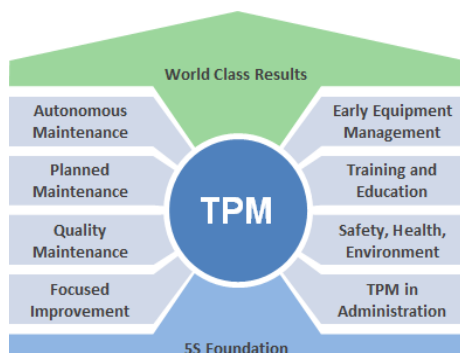 World Class Results
Autonomous
Maintenance
Early Equipment
Management
Planned
Maintenance
Training and
Education
TPM
Quality
Maintenance
Safety, Health,
Environment
Focused
Improvement
TPM in
Administration
5S Foundation